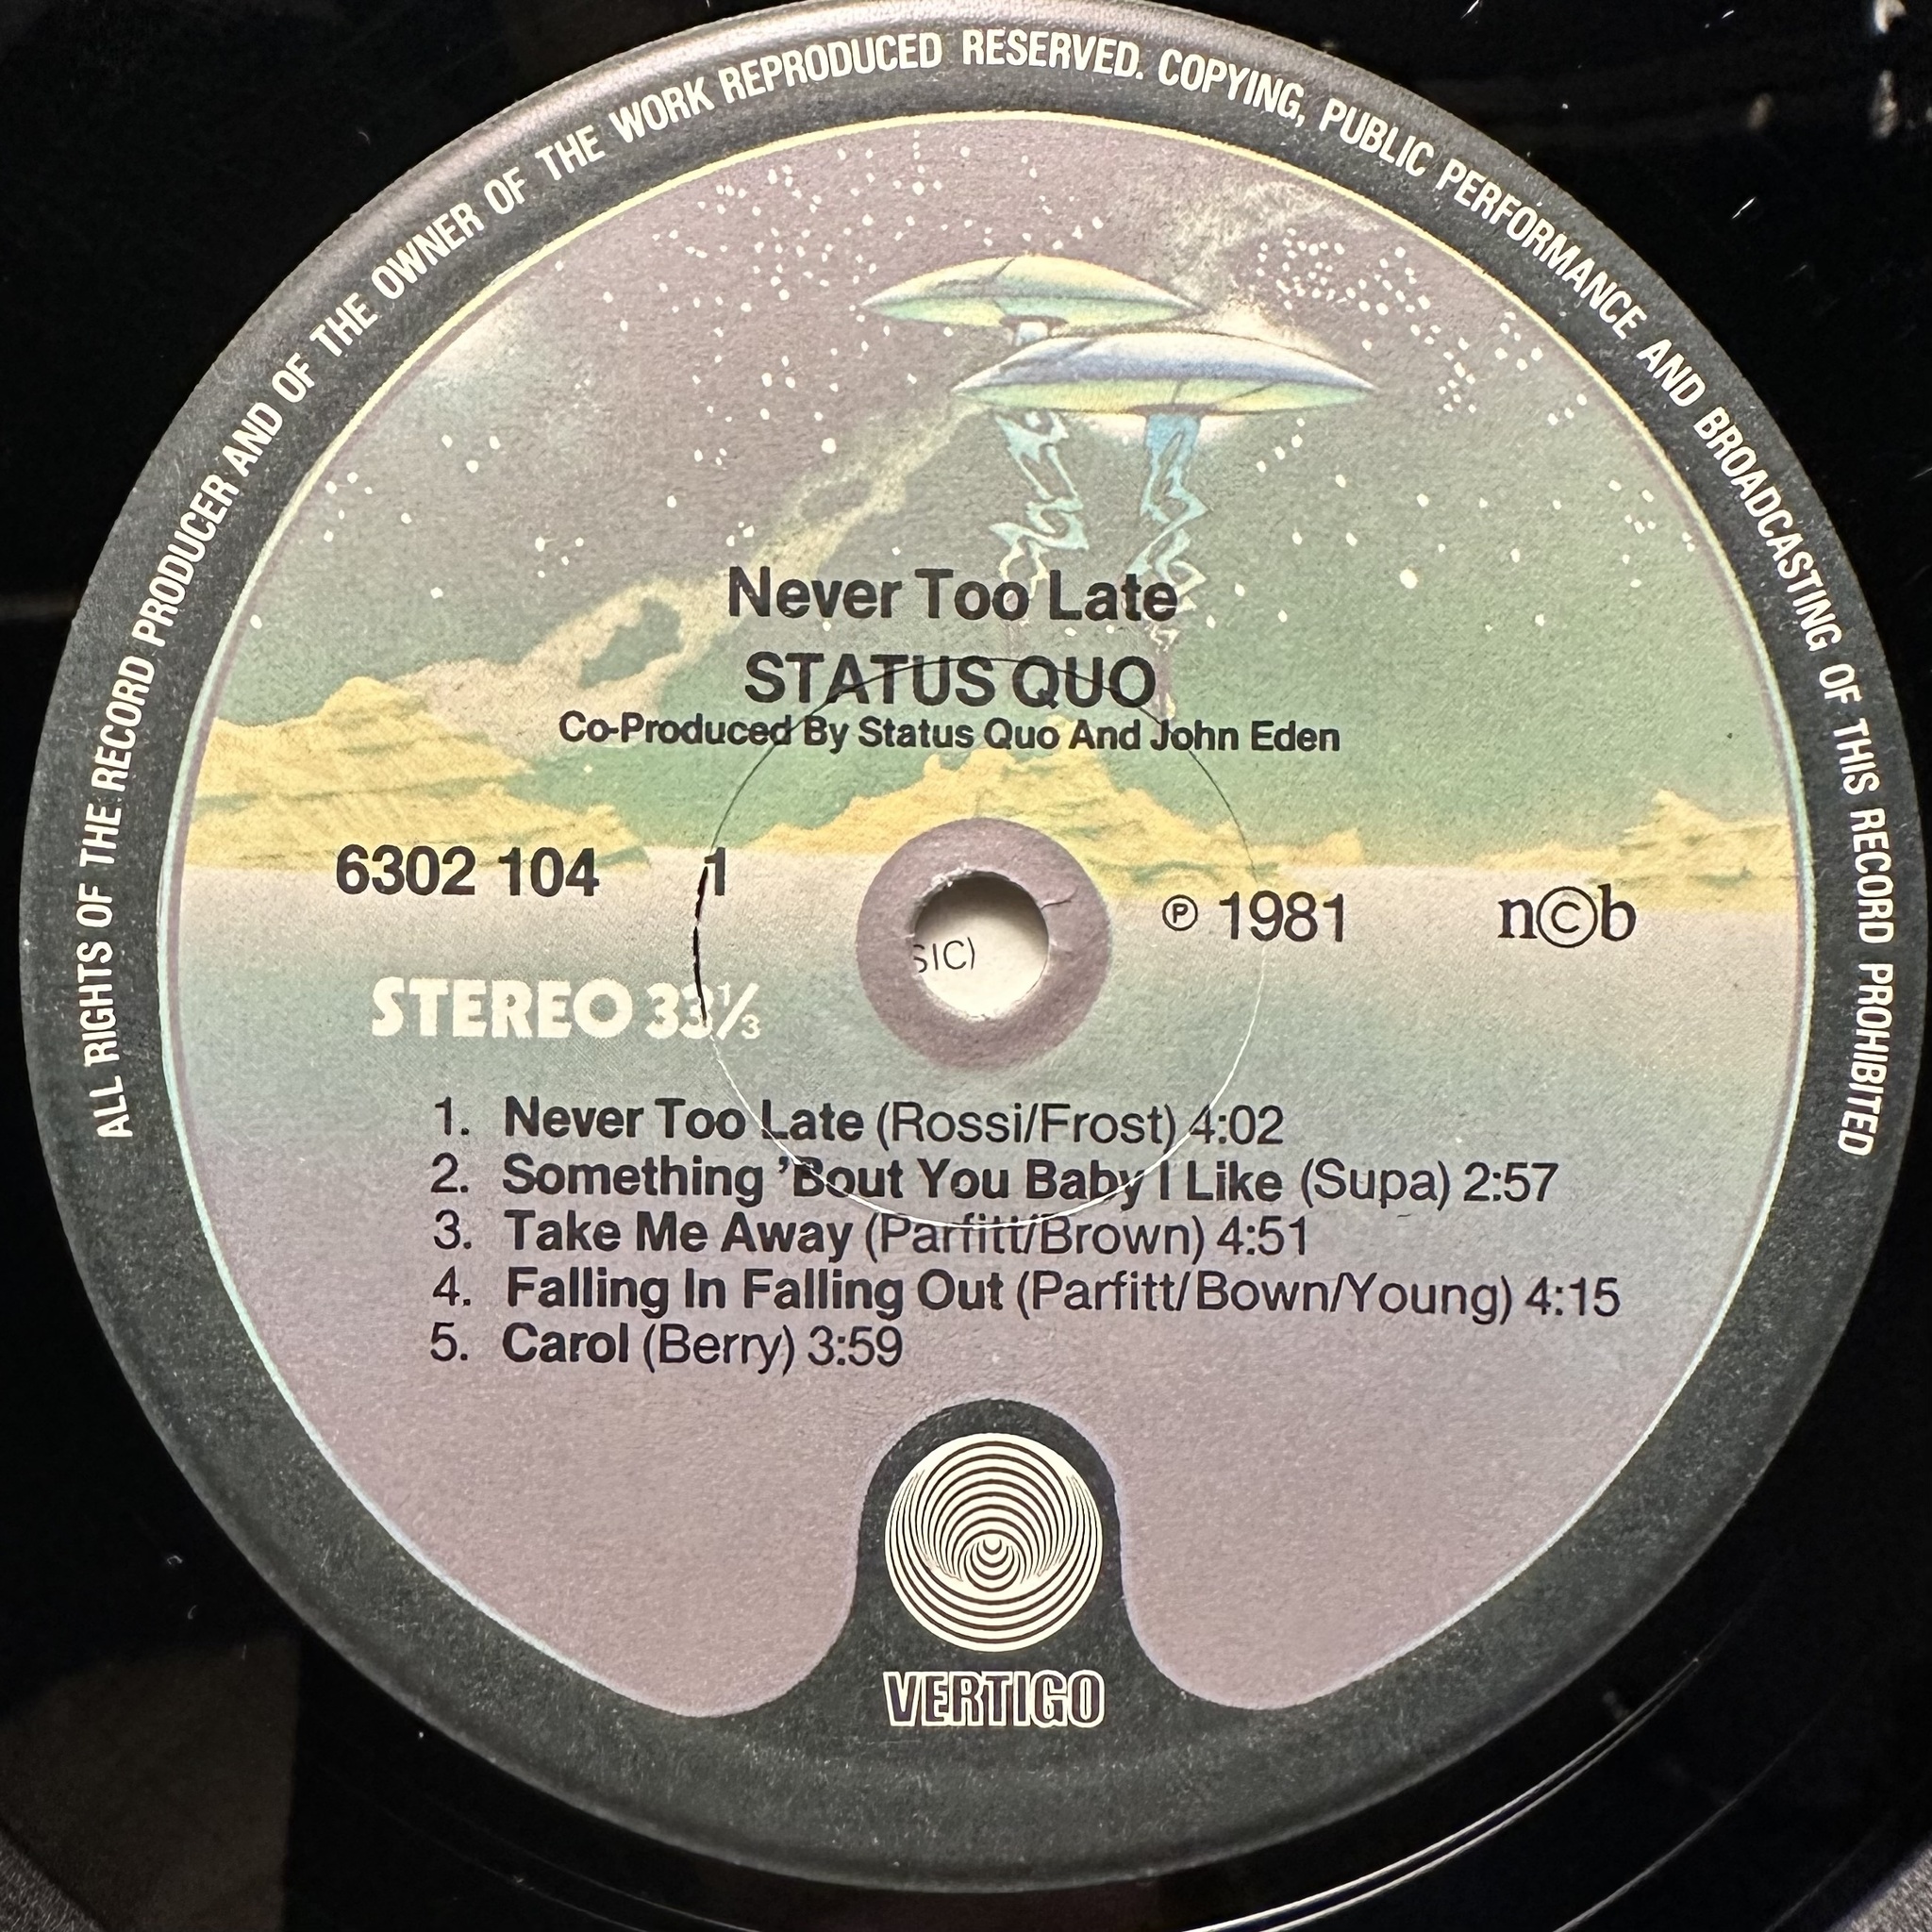 ALL RIGHTS OF THE RECORD PRODUCER AND OF THE OWNER OF THE WORK REPRODUCED RESERVED. COPYING, PUBLIC PERFORMANCE AND BROADCASTING OF THIS RECORD PROHIBITED
Never Too Late
STATUS QUO
Co-Produced By Status Quo And John Eden
6302 104 1
℗ 1981 n©b
SIC)
STEREO 33⅓
1. Never Too Late (Rossi/Frost) 4:02
2. Something 'Bout You Baby I Like (Supa) 2:57
3. Take Me Away (Parfitt/Brown) 4:51
4. Falling In Falling Out (Parfitt/Bown/Young) 4:15
5. Carol (Berry) 3:59
VERTIGO